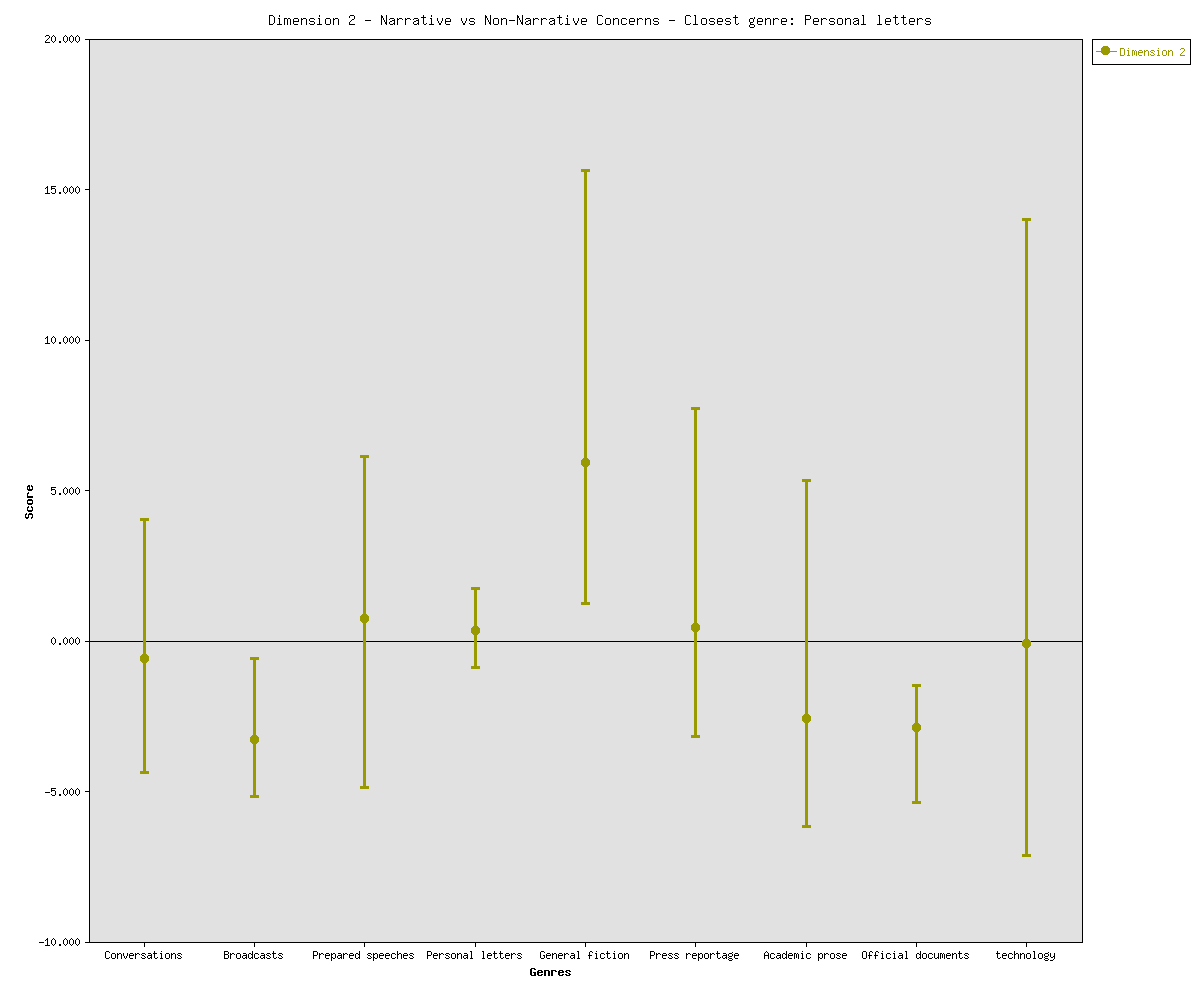 Dimension 2 - Narrative vs Non-Narrative Concerns - Closest genre: Personal letters
Dimension 2
20.000
15.000
10.000
5.000
0.000
-5.000
-10.000
Score
Conversations Broadcasts Prepared speeches Personal letters General fiction Press reportage Academic prose Official documents technology
Genres